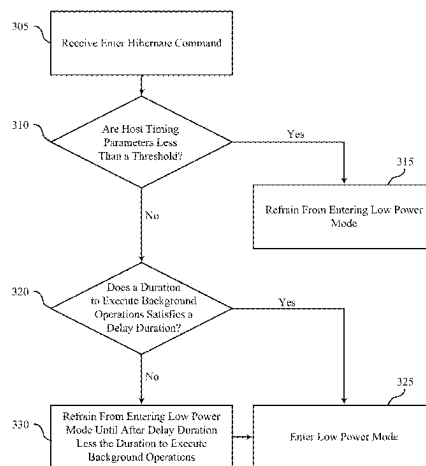 305
Receive Enter Hibernate Command
310
Are Host Timing
Parameters Less
Than a Threshold?
Yes
315
Refrain From Entering Low Power
Mode
No
320
Does a Duration
to Execute Background
Operations Satisfies a
Delay Duration?
Yes
No
325
330
Refrain From Entering Low Power
Mode Until After Delay Duration
Less the Duration to Execute
Background Operations
Enter Low Power Mode